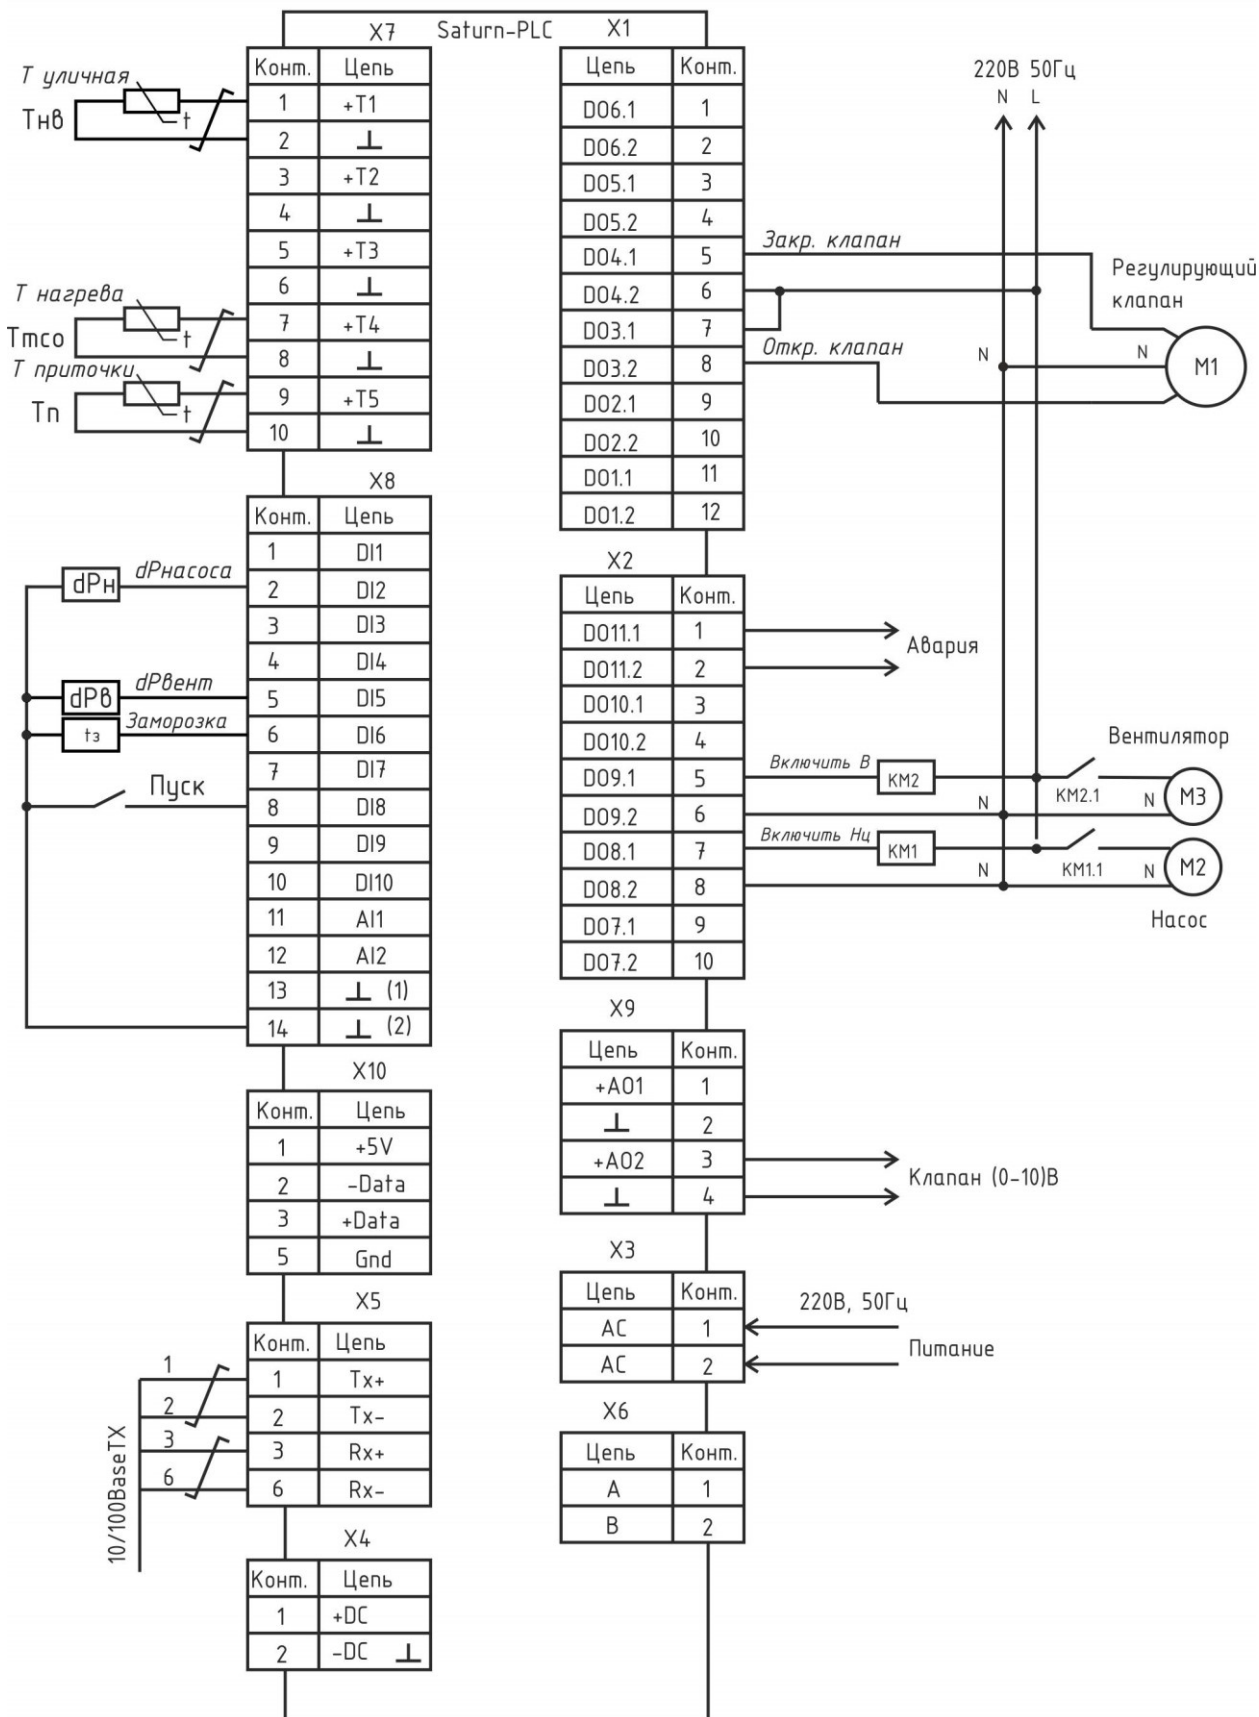 Saturn-PLC
X7
Конт. Цепь
1 +T1
2 ⊥
3 +T2
4 ⊥
5 +T3
6 ⊥
7 +T4
8 ⊥
9 +T5
10 ⊥
Т уличная
Тнв
t
Т нагрева
Ттсо
t
Т приточки
Тп
t
X8
Конт. Цепь
1 DI1
2 DI2
3 DI3
4 DI4
5 DI5
6 DI6
7 DI7
8 DI8
9 DI9
10 DI10
11 AI1
12 AI2
13 ⊥ (1)
14 ⊥ (2)
dPн dPнасоса
dPв dPвент
tз Заморозка
Пуск
X10
Конт. Цепь
1 +5V
2 -Data
3 +Data
5 Gnd
X5
Конт. Цепь
1 1 Tx+
2 2 Tx-
3 3 Rx+
6 6 Rx-
10/100BaseTX
X4
Конт. Цепь
1 +DC
2 -DC ⊥
X1
Цепь Конт.
DO6.1 1
DO6.2 2
DO5.1 3
DO5.2 4
DO4.1 5
DO4.2 6
DO3.1 7
DO3.2 8
DO2.1 9
DO2.2 10
DO1.1 11
DO1.2 12
220В 50Гц
N L
Закр. клапан
Откр. клапан
Регулирующий
клапан
N N M1
X2
Цепь Конт.
DO11.1 1
DO11.2 2
DO10.1 3
DO10.2 4
DO9.1 5
DO9.2 6
DO8.1 7
DO8.2 8
DO7.1 9
DO7.2 10
Авария
Вентилятор
Включить В KM2 KM2.1 M3
N N
Включить Нц KM1 KM1.1 M2
N N
Насос
X9
Цепь Конт.
+AO1 1
⊥ 2
+AO2 3
⊥ 4
Клапан (0-10)В
X3
Цепь Конт.
AC 1
AC 2
220В, 50Гц
Питание
X6
Цепь Конт.
A 1
B 2